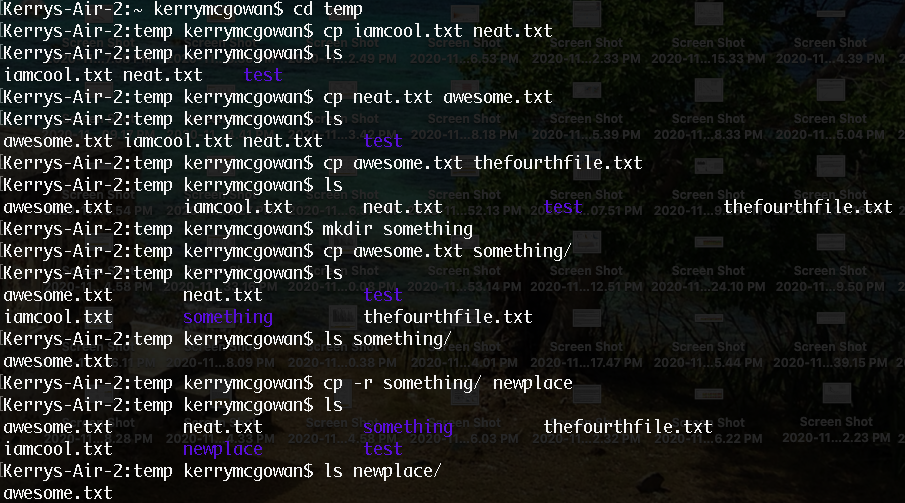 Kerrys-Air-2:~ kerrymcgowan$ cd temp
Kerrys-Air-2:temp kerrymcgowan$ cp iamcool.txt neat.txt
Kerrys-Air-2:temp kerrymcgowan$ ls
iamcool.txt neat.txt test
Kerrys-Air-2:temp kerrymcgowan$ cp neat.txt awesome.txt
Kerrys-Air-2:temp kerrymcgowan$ ls
awesome.txt iamcool.txt neat.txt test
Kerrys-Air-2:temp kerrymcgowan$ cp awesome.txt thefourthfile.txt
Kerrys-Air-2:temp kerrymcgowan$ ls
awesome.txt iamcool.txt neat.txt test thefourthfile.txt
Kerrys-Air-2:temp kerrymcgowan$ mkdir something
Kerrys-Air-2:temp kerrymcgowan$ cp awesome.txt something/
Kerrys-Air-2:temp kerrymcgowan$ ls
awesome.txt neat.txt test
iamcool.txt something thefourthfile.txt
Kerrys-Air-2:temp kerrymcgowan$ ls something/
awesome.txt
Kerrys-Air-2:temp kerrymcgowan$ cp -r something/ newplace
Kerrys-Air-2:temp kerrymcgowan$ ls
awesome.txt neat.txt something thefourthfile.txt
iamcool.txt newplace test
Kerrys-Air-2:temp kerrymcgowan$ ls newplace/
awesome.txt